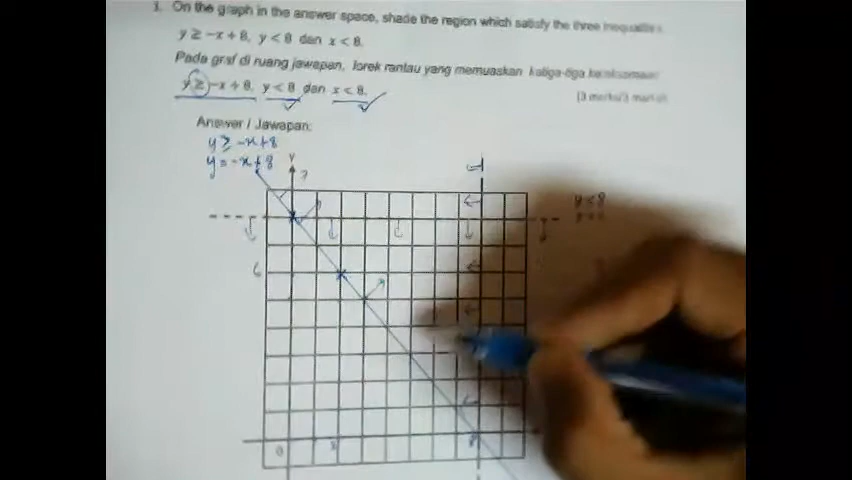 3. On the graph in the answer space, shade the region which satisfy the three inequalities
y ≥ -x + 8, y < 8 dan x < 8.
Pada graf di ruang jawapan, lorek rantau yang memuaskan ketiga-tiga ketaksamaan
y ≥ -x + 8, y < 8 dan x < 8.
[3 markah
Answer / Jawapan:
y ≥ -x+8
y = -x+8
y
y < 8
6
0
8